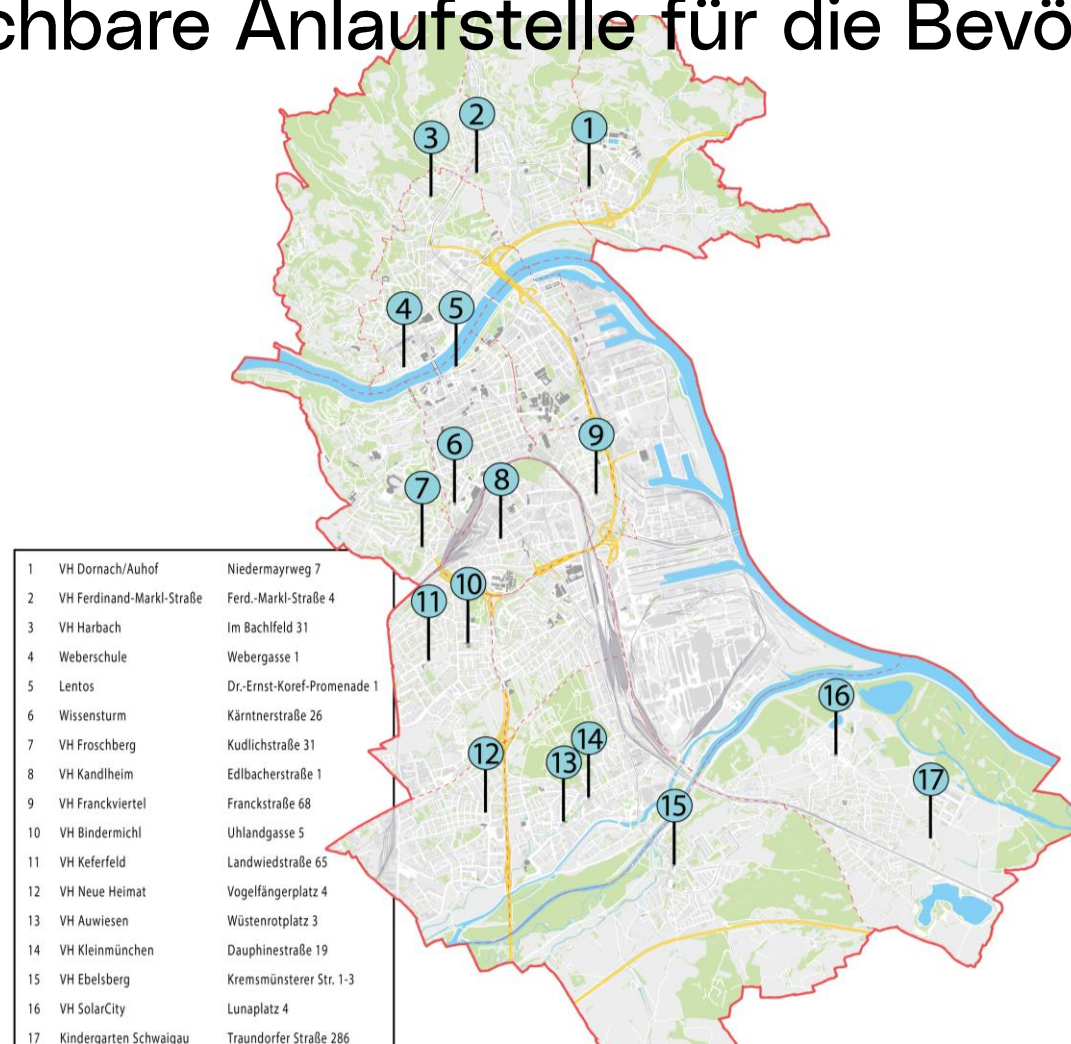 chbare Anlaufstelle für die Bevö
2
1
3
4
5
6
9
7
8
10
11
16
14
12
13
17
15
1 VH Dornach/Auhof Niedermayrweg 7
2 VH Ferdinand-Markl-Straße Ferd.-Markl-Straße 4
3 VH Harbach Im Bachlfeld 31
4 Weberschule Webergasse 1
5 Lentos Dr.-Ernst-Koref-Promenade 1
6 Wissensturm Kärntnerstraße 26
7 VH Froschberg Kudlichstraße 31
8 VH Kandlheim Edlbacherstraße 1
9 VH Franckviertel Franckstraße 68
10 VH Bindermichl Uhlandgasse 5
11 VH Keferfeld Landwiedstraße 65
12 VH Neue Heimat Vogelfängerplatz 4
13 VH Auwiesen Wüstenrotplatz 3
14 VH Kleinmünchen Dauphinestraße 19
15 VH Ebelsberg Kremsmünsterer Str. 1-3
16 VH SolarCity Lunaplatz 4
17 Kindergarten Schwaigau Traundorfer Straße 286